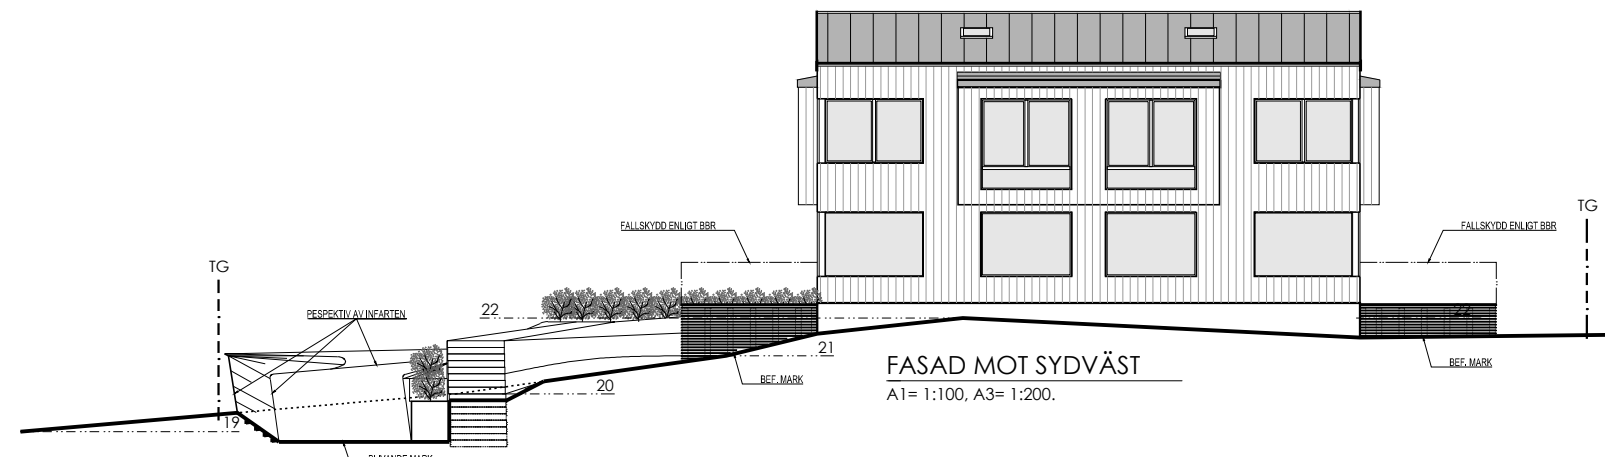 FALLSKYDD ENLIGT BBR
FALLSKYDD ENLIGT BBR
TG
TG
PESPEKTIV AV INFARTEN
22
22
21
20
19
FASAD MOT SYDVÄST
A1= 1:100, A3= 1:200.
BEF. MARK
BEF. MARK